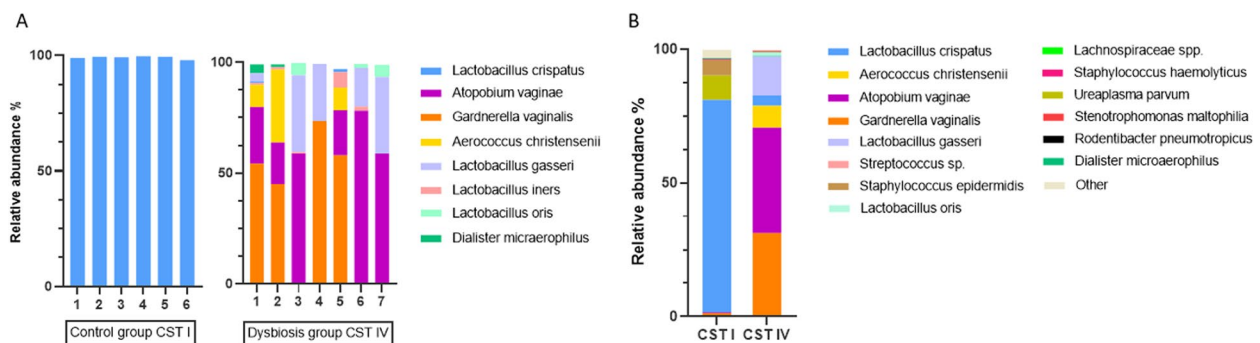 A
Relative abundance %
100
50
0
1 2 3 4 5 6
Control group CST I
100
50
0
1 2 3 4 5 6 7
Dysbiosis group CST IV
Lactobacillus crispatus
Atopobium vaginae
Gardnerella vaginalis
Aerococcus christensenii
Lactobacillus gasseri
Lactobacillus iners
Lactobacillus oris
Dialister micraerophilus
B
Relative abundance %
100
50
0
CST I CST IV
Lactobacillus crispatus
Aerococcus christensenii
Atopobium vaginae
Gardnerella vaginalis
Lactobacillus gasseri
Streptococcus sp.
Staphylococcus epidermidis
Lactobacillus oris
Lachnospiraceae spp.
Staphylococcus haemolyticus
Ureaplasma parvum
Stenotrophomonas maltophilia
Rodentibacter pneumotropicus
Dialister microaerophilus
Other